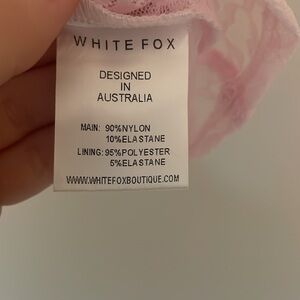 WHITE FOX
DESIGNED
IN
AUSTRALIA
MAIN: 90%NYLON
10%ELASTANE
LINING:95%POLYESTER
5%ELASTANE
WWW.WHITEFOXBOUTIQUE.COM